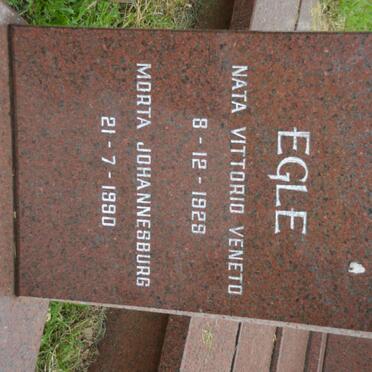 EGLE
NATA VITTORIO VENETO
8 - 12 - 1929
MORTA JOHANNESBURG
21 - 7 - 1990